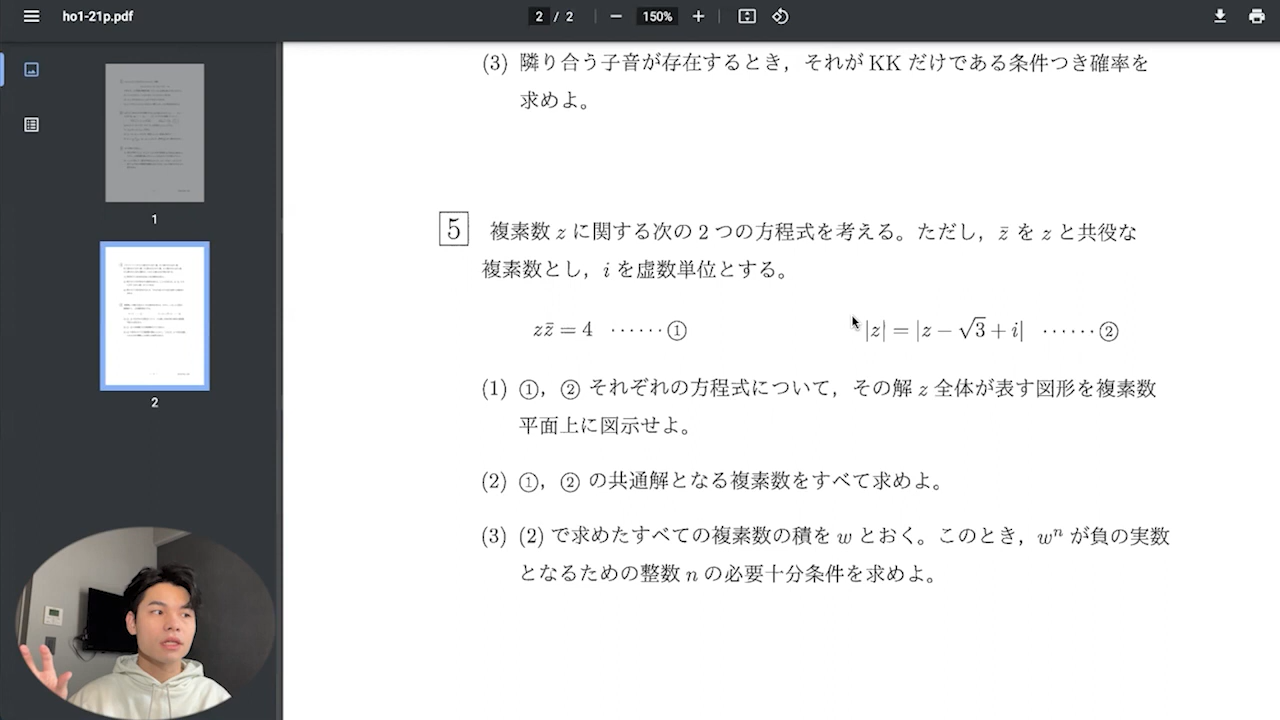 ho1-21p.pdf
2 / 2
150%
1
2
(3) 隣り合う子音が存在するとき，それが KK だけである条件つき確率を
求めよ。
5 複素数 z に関する次の 2 つの方程式を考える。ただし，z̄ を z と共役な
複素数とし，i を虚数単位とする。
zz̄ = 4 ⋯⋯① |z| = |z − √3 + i| ⋯⋯②
(1) ①，② それぞれの方程式について，その解 z 全体が表す図形を複素数
平面上に図示せよ。
(2) ①，② の共通解となる複素数をすべて求めよ。
(3) (2) で求めたすべての複素数の積を w とおく。このとき，wⁿ が負の実数
となるための整数 n の必要十分条件を求めよ。